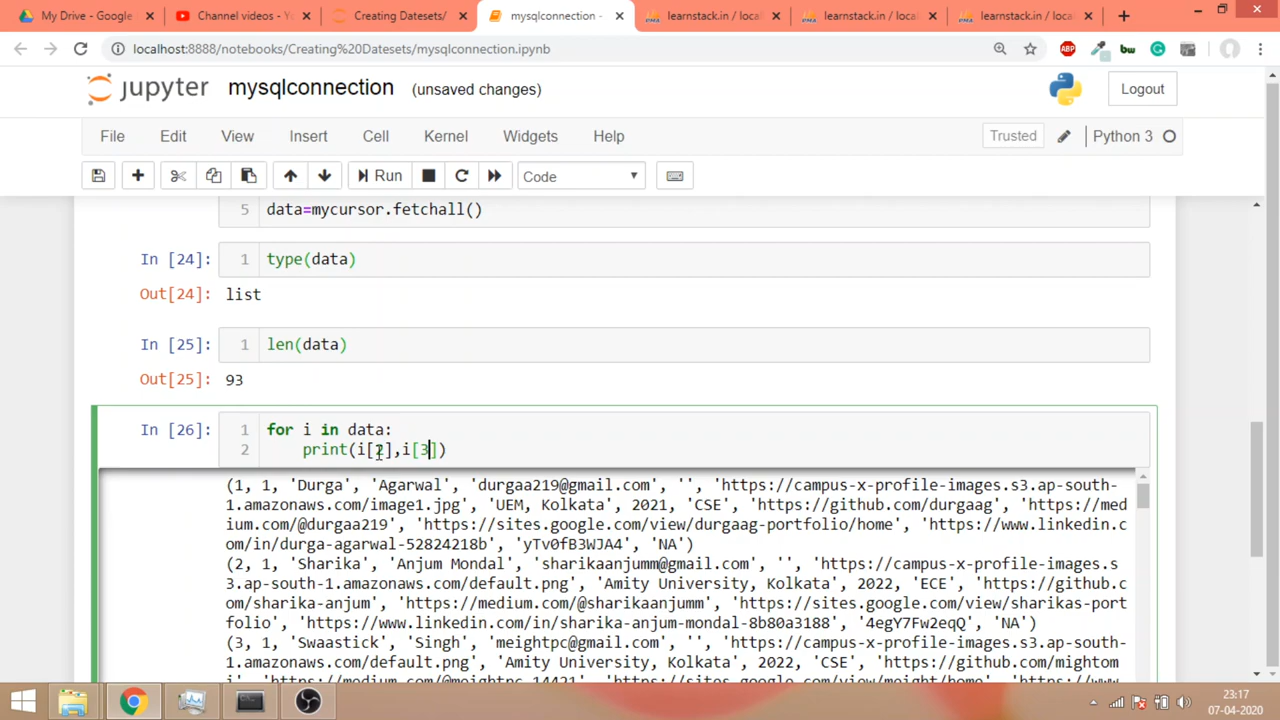 My Drive - Google
Channel videos - Y
Creating Datesets/
mysqlconnection -
learnstack.in / local
learnstack.in / local
learnstack.in / local
localhost:8888/notebooks/Creating%20Datesets/mysqlconnection.ipynb
ABP
bw
G
jupyter mysqlconnection (unsaved changes)
Logout
File Edit View Insert Cell Kernel Widgets Help
Trusted
Python 3
Run
Code
5 data=mycursor.fetchall()
In [24]: 1 type(data)
Out[24]: list
In [25]: 1 len(data)
Out[25]: 93
In [26]: 1 for i in data:
2 print(i[2],i[3])
(1, 1, 'Durga', 'Agarwal', 'durgaa219@gmail.com', '', 'https://campus-x-profile-images.s3.ap-south-
1.amazonaws.com/image1.jpg', 'UEM, Kolkata', 2021, 'CSE', 'https://github.com/durgaag', 'https://med
ium.com/@durgaa219', 'https://sites.google.com/view/durgaag-portfolio/home', 'https://www.linkedin.c
om/in/durga-agarwal-52824218b', 'yTv0fB3WJA4', 'NA')
(2, 1, 'Sharika', 'Anjum Mondal', 'sharikaanjumm@gmail.com', '', 'https://campus-x-profile-images.s
3.ap-south-1.amazonaws.com/default.png', 'Amity University, Kolkata', 2022, 'ECE', 'https://github.c
om/sharika-anjum', 'https://medium.com/@sharikaanjumm', 'https://sites.google.com/view/sharikas-port
folio', 'https://www.linkedin.com/in/sharika-anjum-mondal-8b80a3188', '4egY7Fw2eqQ', 'NA')
(3, 1, 'Swaastick', 'Singh', 'meightpc@gmail.com', '', 'https://campus-x-profile-images.s3.ap-south-
1.amazonaws.com/default.png', 'Amity University, Kolkata', 2022, 'CSE', 'https://github.com/mightom
23:17
07-04-2020